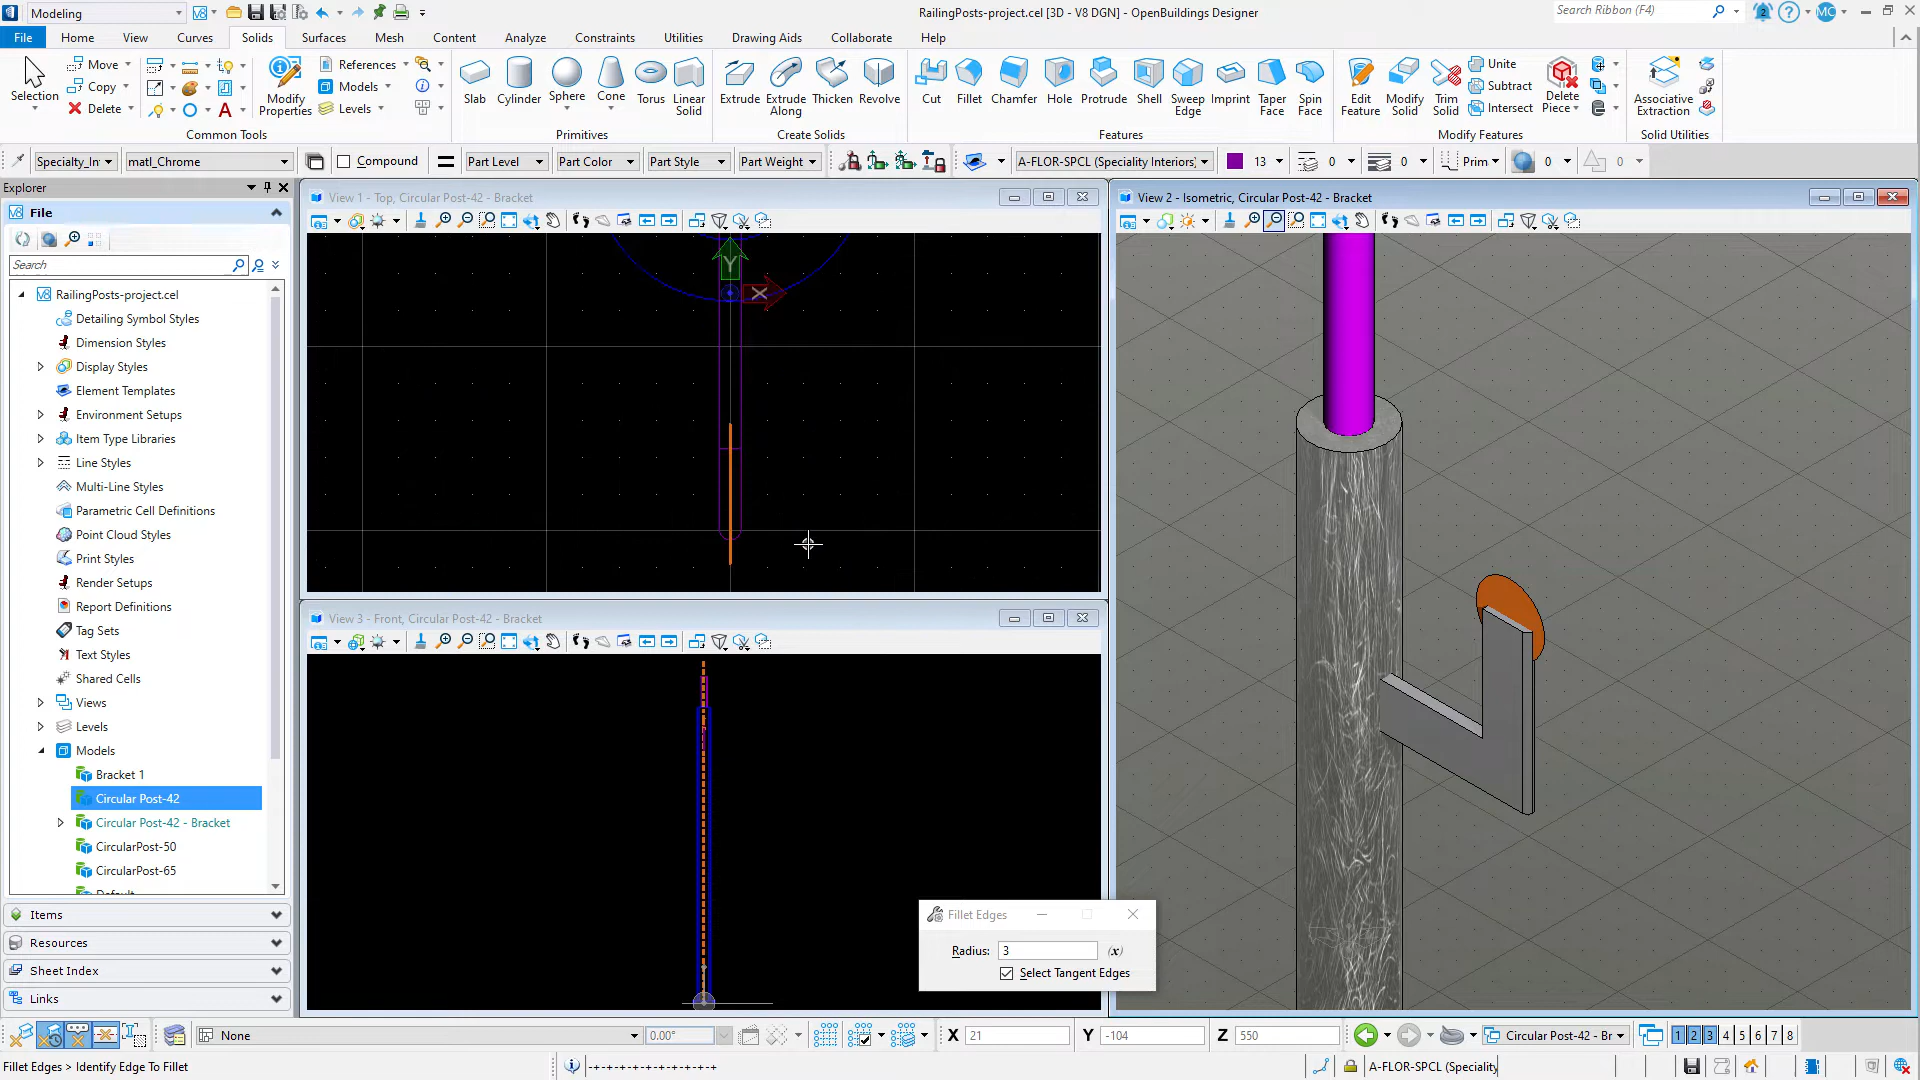 Modeling
RailingPosts-project.cel [3D - V8 DGN] - OpenBuildings Designer
Search Ribbon (F4)
2
MC
File
Home
View
Curves
Solids
Surfaces
Mesh
Content
Analyze
Constraints
Utilities
Drawing Aids
Collaborate
Help
Selection
Move
Copy
Delete
Modify
Properties
References
Models
Levels
Common Tools
Slab
Cylinder
Sphere
Cone
Torus
Linear
Solid
Primitives
Extrude
Extrude
Along
Thicken
Revolve
Create Solids
Cut
Fillet
Chamfer
Hole
Protrude
Shell
Sweep
Edge
Imprint
Taper
Face
Spin
Face
Features
Edit
Feature
Modify
Solid
Trim
Solid
Unite
Subtract
Intersect
Delete
Piece
Modify Features
Associative
Extraction
Solid Utilities
Specialty_In
matl_Chrome
Compound
Part Level
Part Color
Part Style
Part Weight
A-FLOR-SPCL (Speciality Interiors)
13
0
0
Prim
0
0
Explorer
File
Search
RailingPosts-project.cel
Detailing Symbol Styles
Dimension Styles
Display Styles
Element Templates
Environment Setups
Item Type Libraries
Line Styles
Multi-Line Styles
Parametric Cell Definitions
Point Cloud Styles
Print Styles
Render Setups
Report Definitions
Tag Sets
Text Styles
Shared Cells
Views
Levels
Models
Bracket 1
Circular Post-42
Circular Post-42 - Bracket
CircularPost-50
CircularPost-65
Default
Items
Resources
Sheet Index
Links
View 1 - Top, Circular Post-42 - Bracket
Y
X
View 3 - Front, Circular Post-42 - Bracket
View 2 - Isometric, Circular Post-42 - Bracket
Fillet Edges
Radius: 3 (x)
Select Tangent Edges
None
0.00°
X 21
Y -104
Z 550
Circular Post-42 - Br
1 2 3 4 5 6 7 8
Fillet Edges > Identify Edge To Fillet
-+-+-+-+-+-+-+-+
A-FLOR-SPCL (Speciality